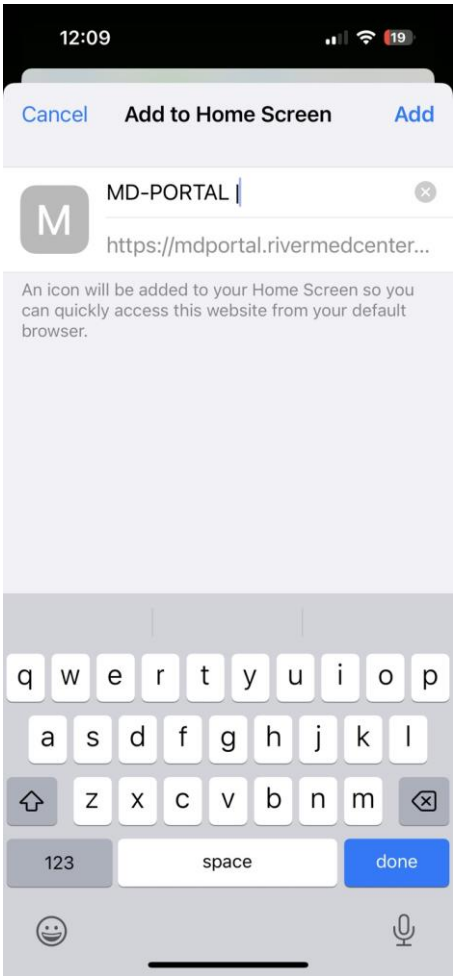 12:09
19
Cancel Add to Home Screen Add
M
MD-PORTAL
https://mdportal.rivermedcenter...
An icon will be added to your Home Screen so you
can quickly access this website from your default
browser.
q w e r t y u i o p
a s d f g h j k l
z x c v b n m
123 space done